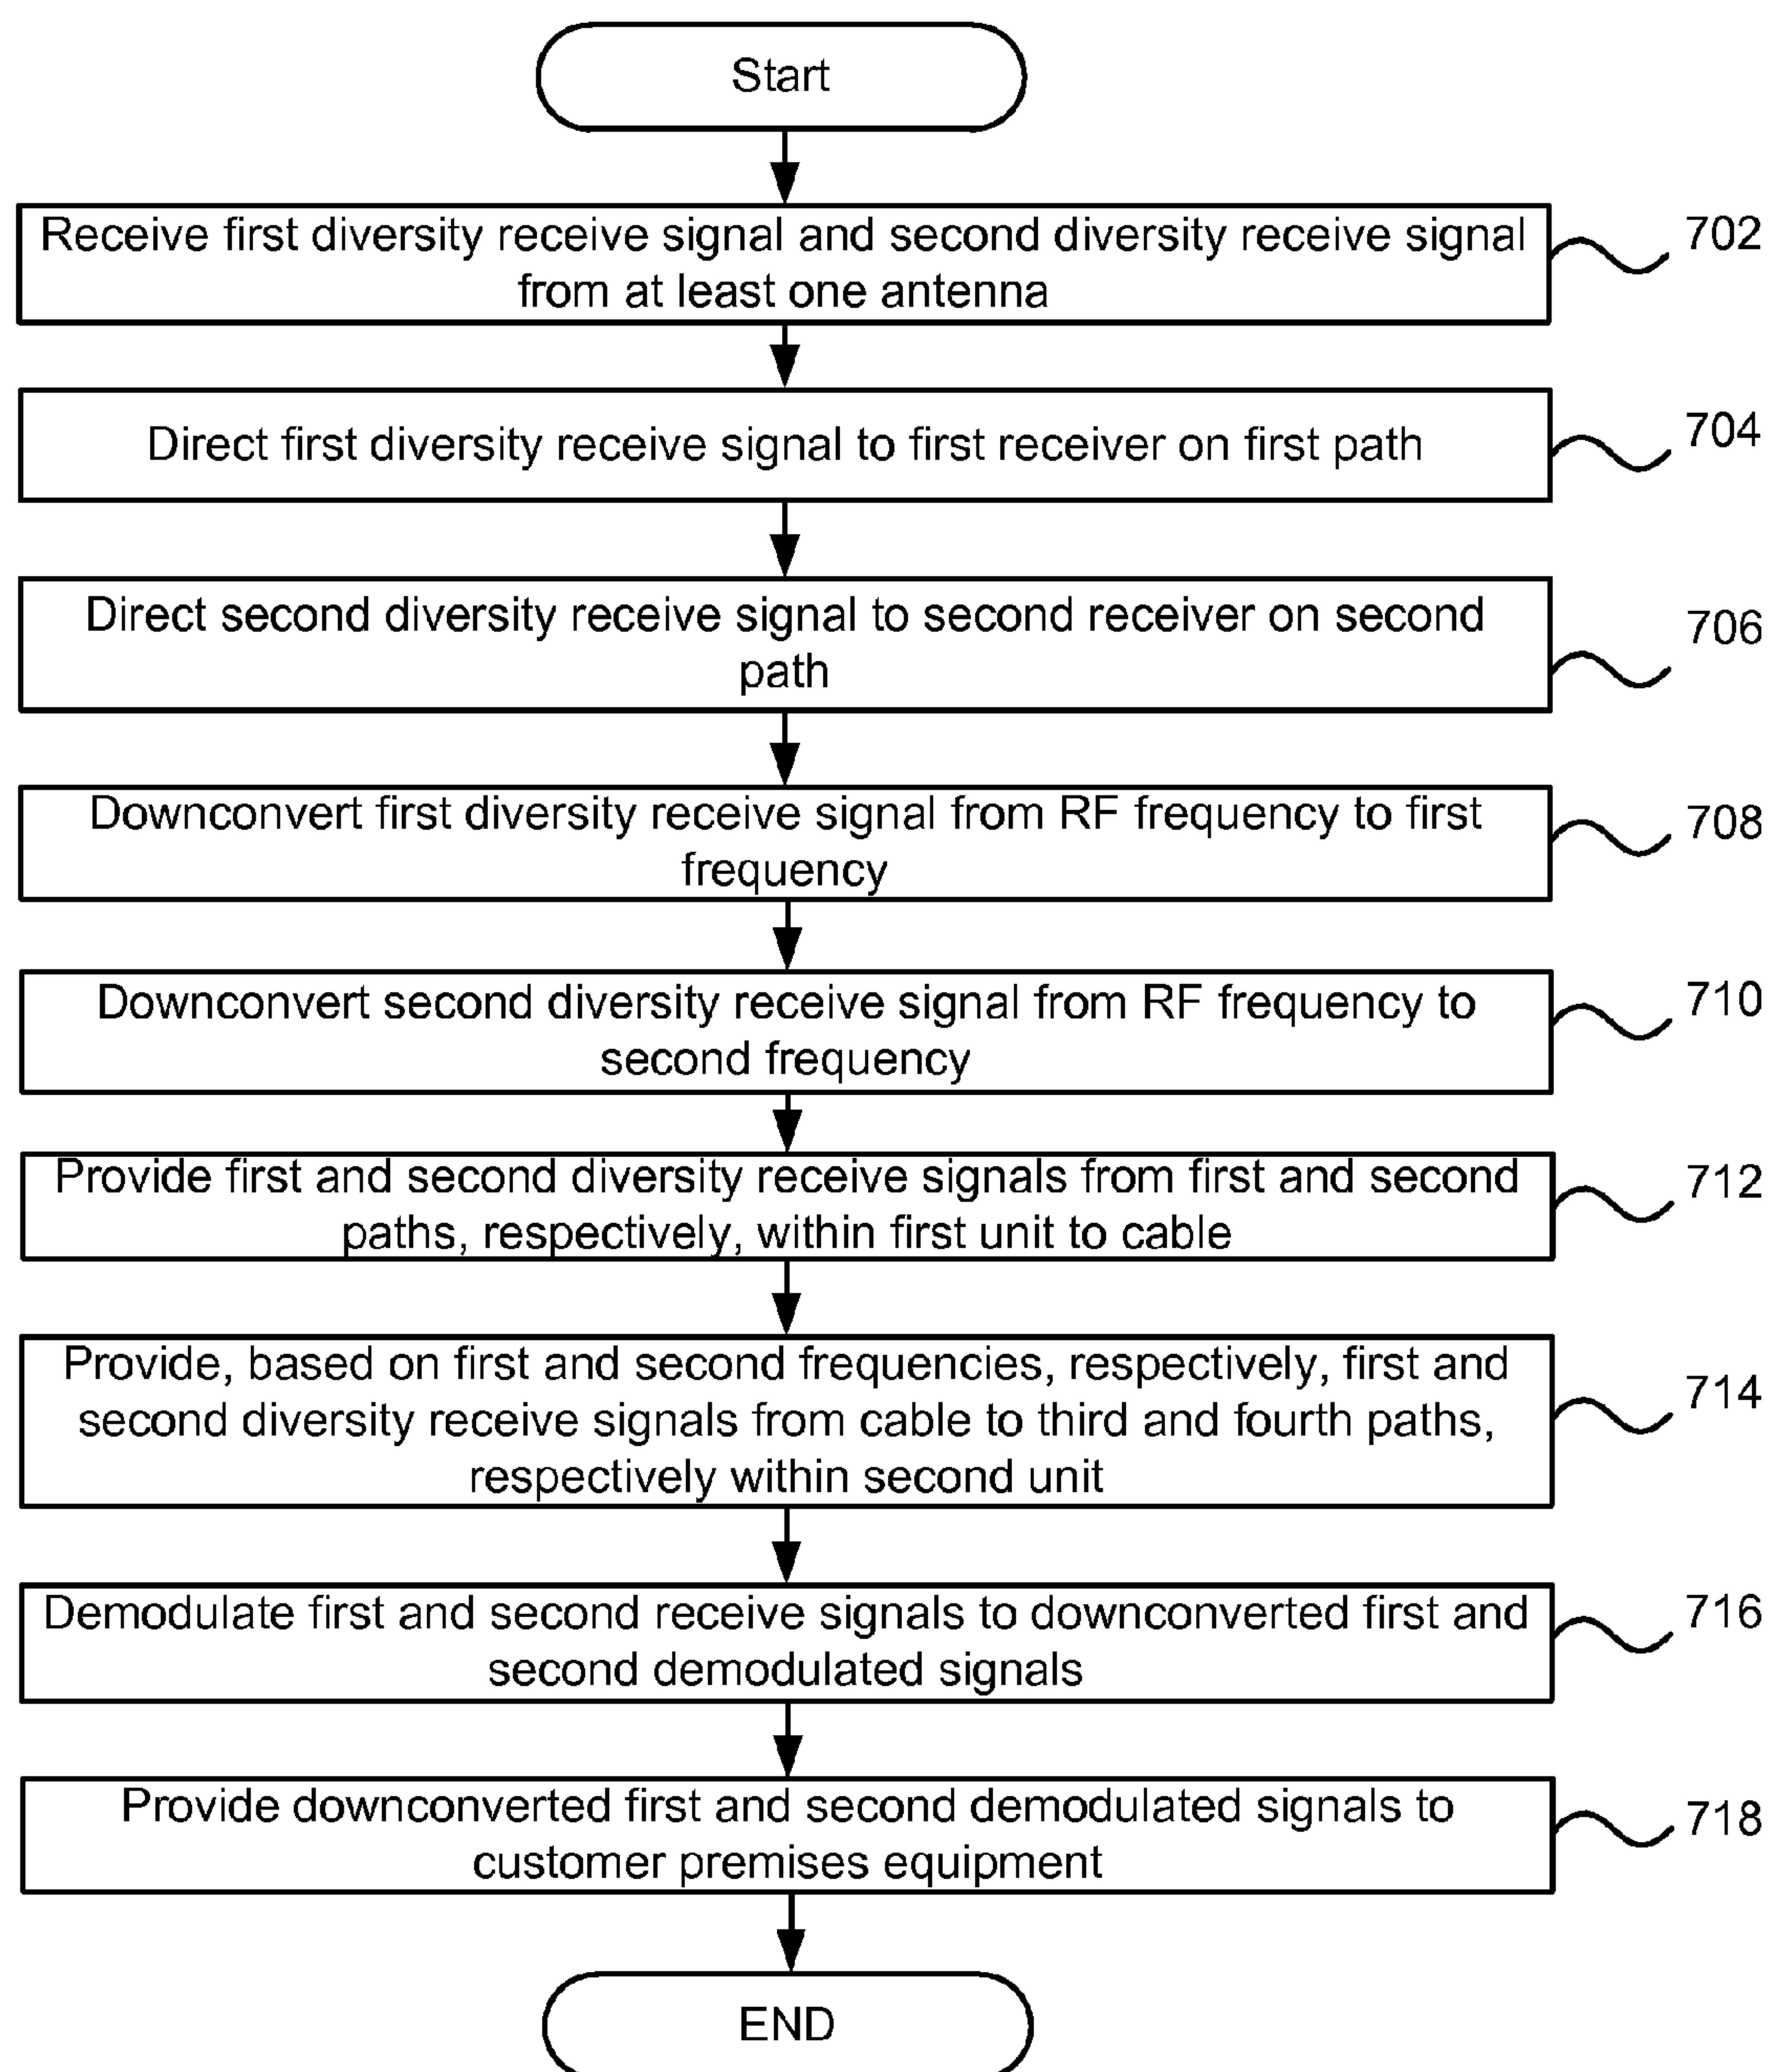 Start
Receive first diversity receive signal and second diversity receive signal
from at least one antenna
702
Direct first diversity receive signal to first receiver on first path
704
Direct second diversity receive signal to second receiver on second
path
706
Downconvert first diversity receive signal from RF frequency to first
frequency
708
Downconvert second diversity receive signal from RF frequency to
second frequency
710
Provide first and second diversity receive signals from first and second
paths, respectively, within first unit to cable
712
Provide, based on first and second frequencies, respectively, first and
second diversity receive signals from cable to third and fourth paths,
respectively within second unit
714
Demodulate first and second receive signals to downconverted first and
second demodulated signals
716
Provide downconverted first and second demodulated signals to
customer premises equipment
718
END